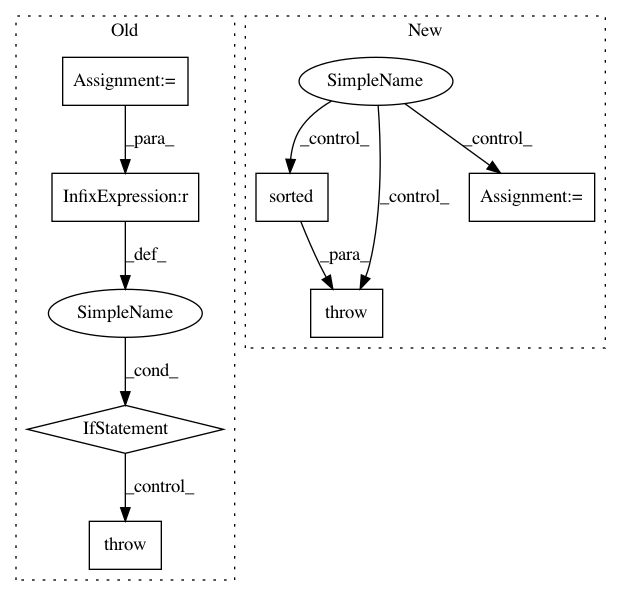 Old
Assignment:=
_para_
InfixExpression:r
_def_
SimpleName
_cond_
IfStatement
_control_
throw
New
SimpleName
_control_
_control_
_control_
sorted
Assignment:=
_para_
throw